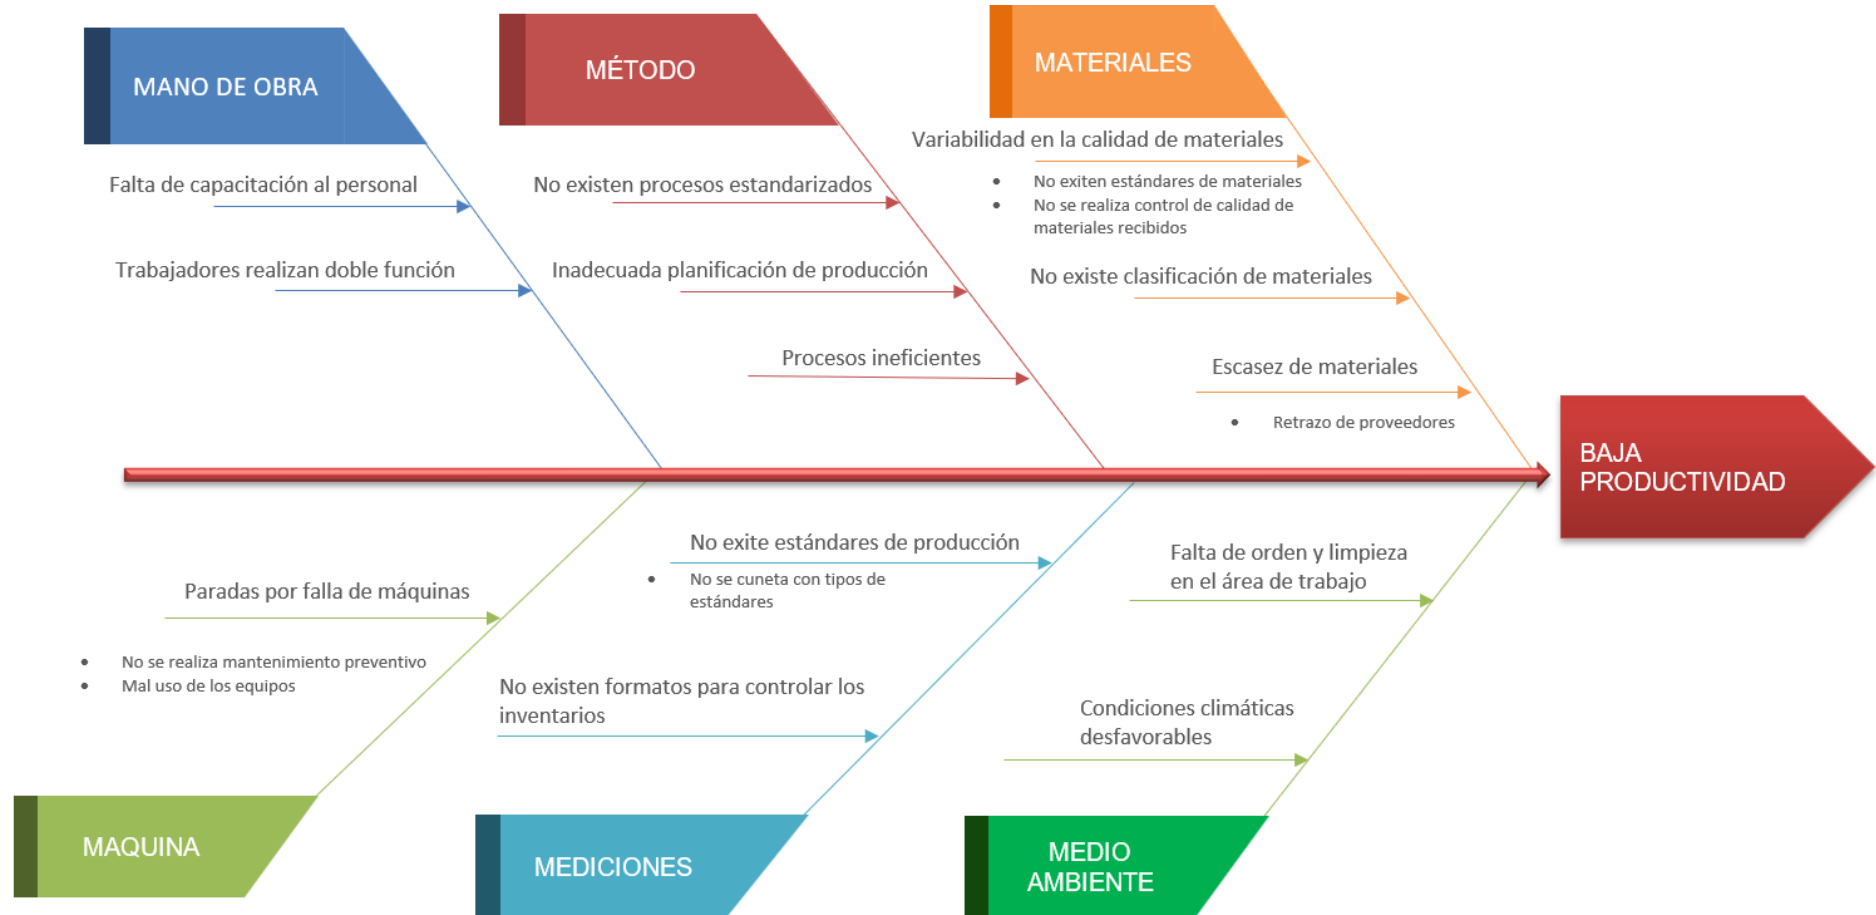 MANO DE OBRA
Falta de capacitación al personal
Trabajadores realizan doble función
MÉTODO
No existen procesos estandarizados
Inadecuada planificación de producción
Procesos ineficientes
MATERIALES
Variabilidad en la calidad de materiales
• No exiten estándares de materiales
• No se realiza control de calidad de
materiales recibidos
No existe clasificación de materiales
Escasez de materiales
• Retrazo de proveedores
BAJA
PRODUCTIVIDAD
Paradas por falla de máquinas
• No se realiza mantenimiento preventivo
• Mal uso de los equipos
MAQUINA
No exite estándares de producción
• No se cuneta con tipos de
estándares
No existen formatos para controlar los
inventarios
MEDICIONES
Falta de orden y limpieza
en el área de trabajo
Condiciones climáticas
desfavorables
MEDIO
AMBIENTE